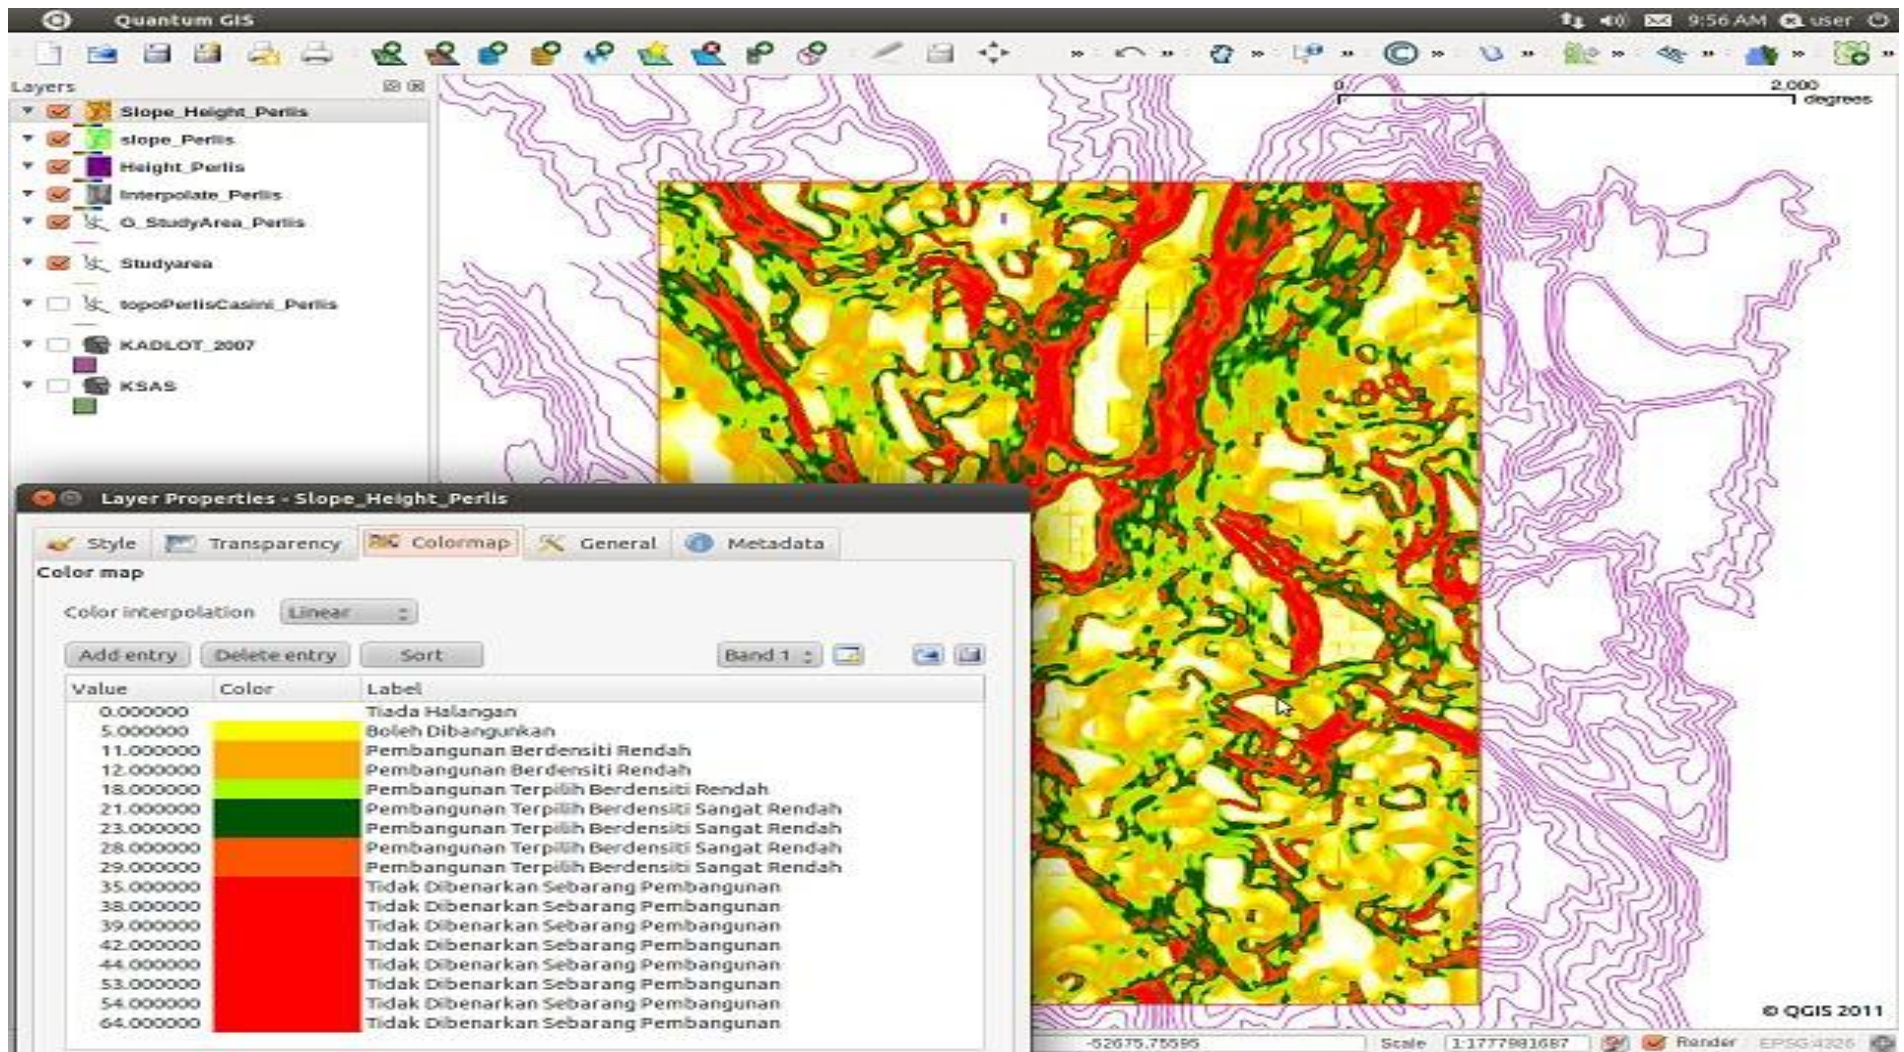 Quantum GIS
9:56 AM user
Layers
Slope_Height_Perlis
slope_Perlis
Height_Perlis
Interpolate_Perlis
G_StudyArea_Perlis
Studyarea
topoPerlisCasini_Perlis
KADLOT_2007
KSAS
0 2,000
degrees
Layer Properties - Slope_Height_Perlis
Style Transparency Colormap General Metadata
Color map
Color interpolation Linear
Add entry Delete entry Sort Band 1
Value Color Label
0.000000 Tiada Halangan
5.000000 Boleh Dibangunkan
11.000000 Pembangunan Berdensiti Rendah
12.000000 Pembangunan Berdensiti Rendah
18.000000 Pembangunan Terpilih Berdensiti Rendah
21.000000 Pembangunan Terpilih Berdensiti Sangat Rendah
23.000000 Pembangunan Terpilih Berdensiti Sangat Rendah
28.000000 Pembangunan Terpilih Berdensiti Sangat Rendah
29.000000 Pembangunan Terpilih Berdensiti Sangat Rendah
35.000000 Tidak Dibenarkan Sebarang Pembangunan
38.000000 Tidak Dibenarkan Sebarang Pembangunan
39.000000 Tidak Dibenarkan Sebarang Pembangunan
42.000000 Tidak Dibenarkan Sebarang Pembangunan
44.000000 Tidak Dibenarkan Sebarang Pembangunan
53.000000 Tidak Dibenarkan Sebarang Pembangunan
54.000000 Tidak Dibenarkan Sebarang Pembangunan
64.000000 Tidak Dibenarkan Sebarang Pembangunan
© QGIS 2011
-52675.75595 Scale 1:1777981687 Render EPSG:4326